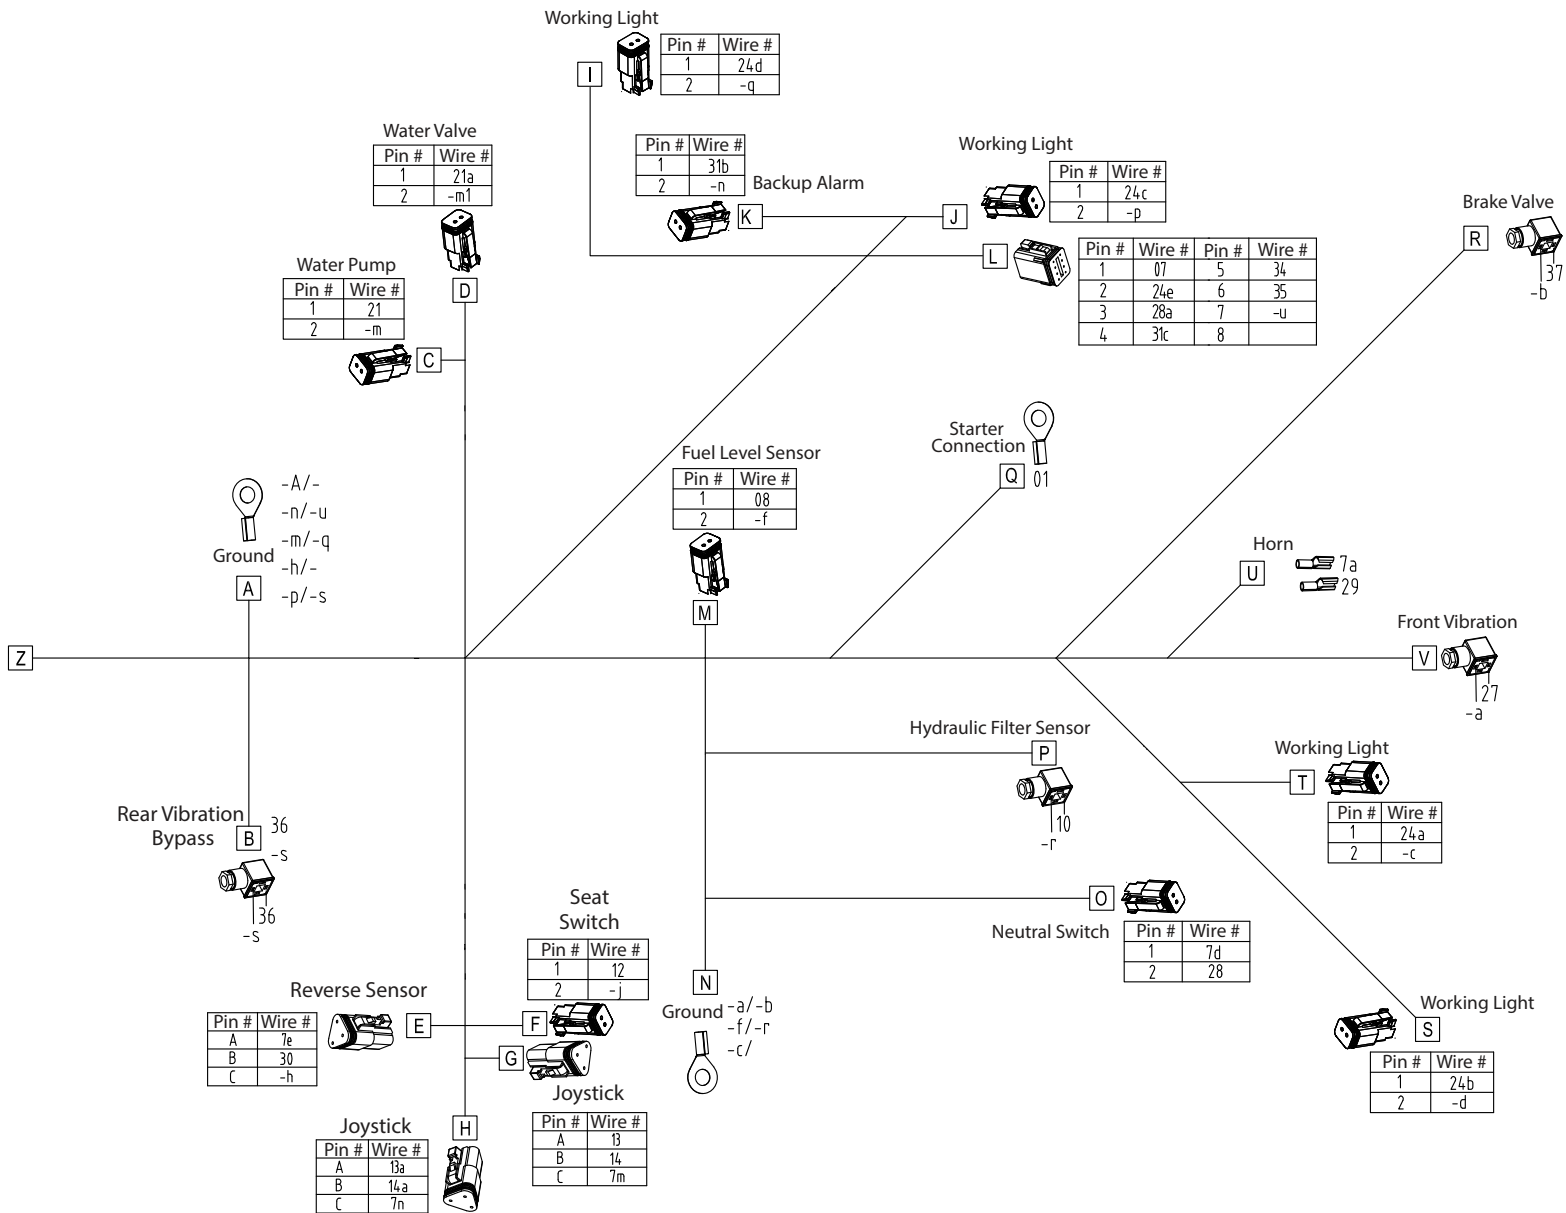 Working Light
I
Pin # Wire #
1 24d
2 -q
Water Valve
Pin # Wire #
1 21a
2 -m1
D
Pin # Wire #
1 31b
2 -n
Backup Alarm
K
Working Light
J
Pin # Wire #
1 24c
2 -p
L
Pin # Wire # Pin # Wire #
1 07 5 34
2 24e 6 35
3 28a 7 -u
4 31c 8
Brake Valve
R
37
-b
Water Pump
Pin # Wire #
1 21
2 -m
C
Starter
Connection
Q
01
Fuel Level Sensor
Pin # Wire #
1 08
2 -f
M
-A/-
-n/-u
-m/-q
-h/-
-p/-s
Ground
A
Horn
U
7a
29
Z
Front Vibration
V
27
-a
Hydraulic Filter Sensor
P
10
-r
Working Light
T
Pin # Wire #
1 24a
2 -c
Rear Vibration
Bypass
B
36
-s
36
-s
Seat
Switch
Pin # Wire #
1 12
2 -j
F
O
Neutral Switch
Pin # Wire #
1 7d
2 28
N
Ground
-a/-b
-f/-r
-c/
Reverse Sensor
E
Pin # Wire #
A 7e
B 30
C -h
G
Joystick
Pin # Wire #
A 13
B 14
C 7m
Working Light
S
Pin # Wire #
1 24b
2 -d
Joystick
H
Pin # Wire #
A 13a
B 14a
C 7n